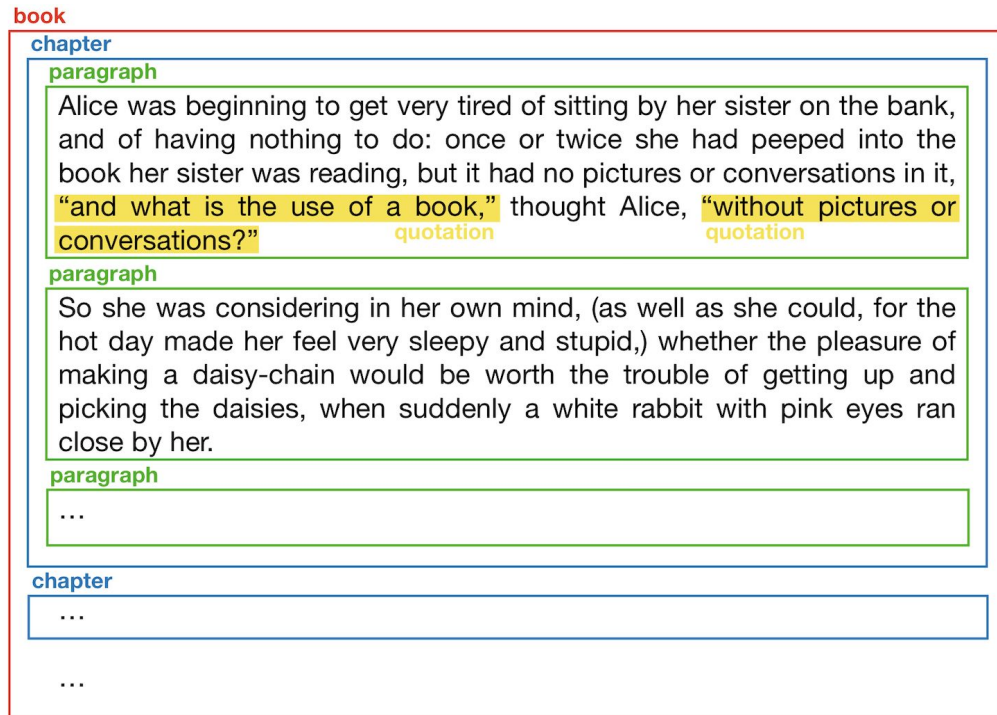 book
chapter
paragraph
Alice was beginning to get very tired of sitting by her sister on the bank,
and of having nothing to do: once or twice she had peeped into the
book her sister was reading, but it had no pictures or conversations in it,
“and what is the use of a book,” thought Alice, “without pictures or
conversations?”
quotation
quotation
paragraph
So she was considering in her own mind, (as well as she could, for the
hot day made her feel very sleepy and stupid,) whether the pleasure of
making a daisy-chain would be worth the trouble of getting up and
picking the daisies, when suddenly a white rabbit with pink eyes ran
close by her.
paragraph
...
chapter
...
...